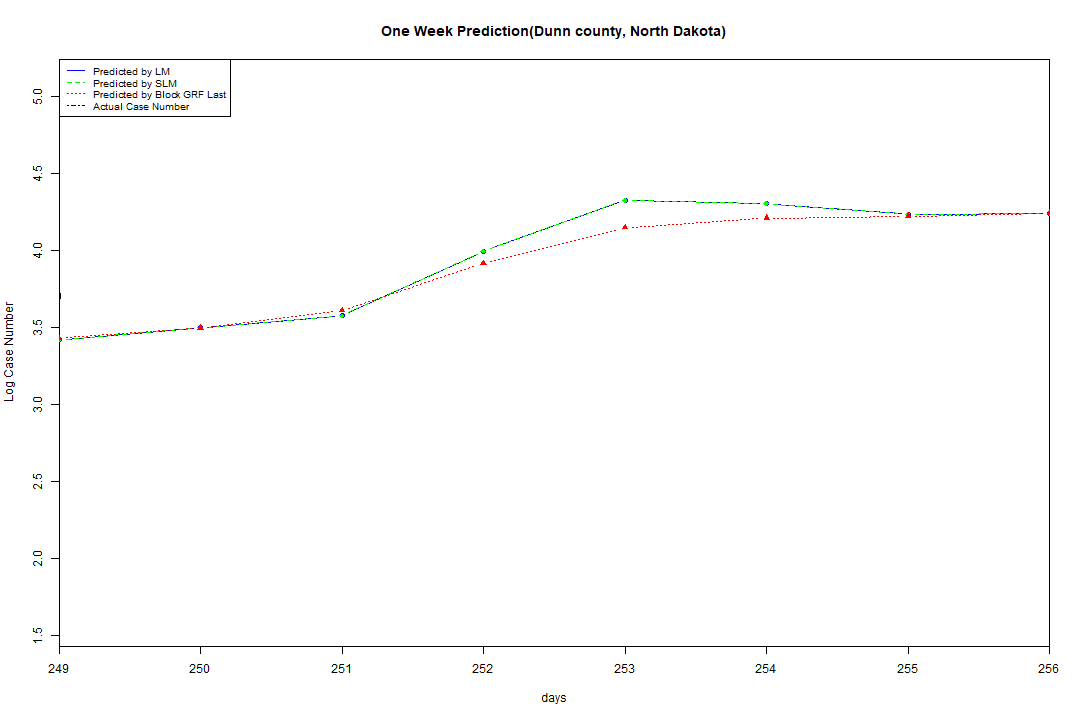 One Week Prediction(Dunn county, North Dakota)
Predicted by LM
Predicted by SLM
Predicted by Block GRF Last
Actual Case Number
5.0
4.5
4.0
3.5
3.0
2.5
2.0
1.5
Log Case Number
249 250 251 252 253 254 255 256
days